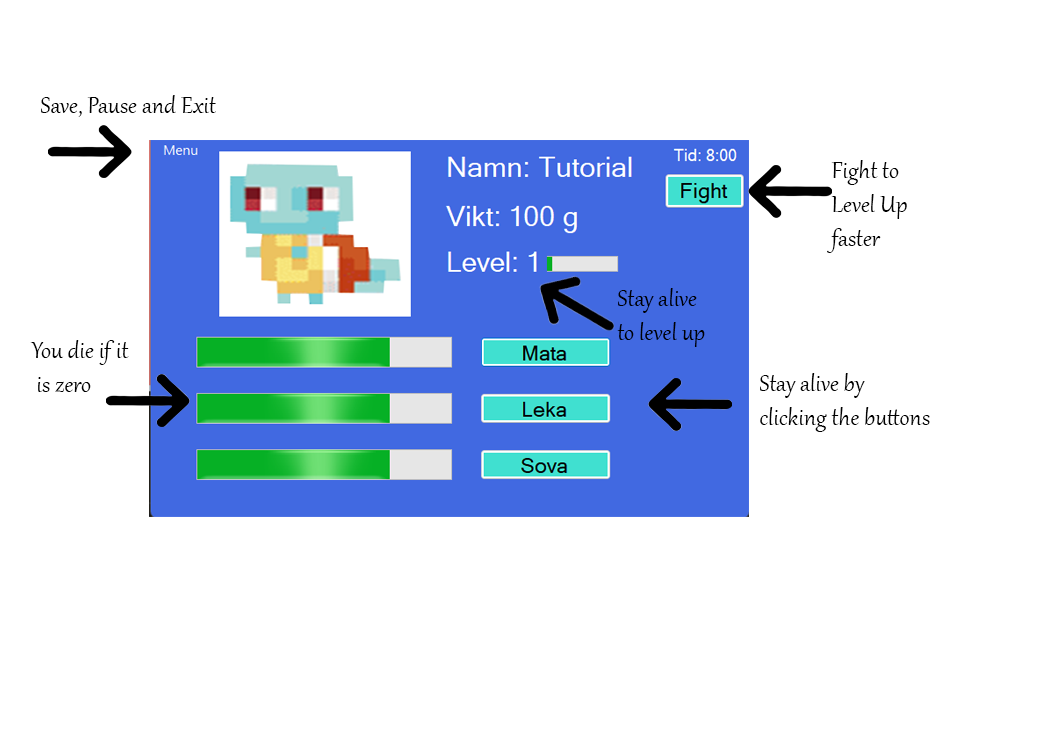 Save, Pause and Exit
Menu
Namn: Tutorial
Tid: 8:00
Fight
Fight to
Level Up
faster
Vikt: 100 g
Level: 1
Stay alive
to level up
You die if it
is zero
Mata
Leka
Sova
Stay alive by
clicking the buttons